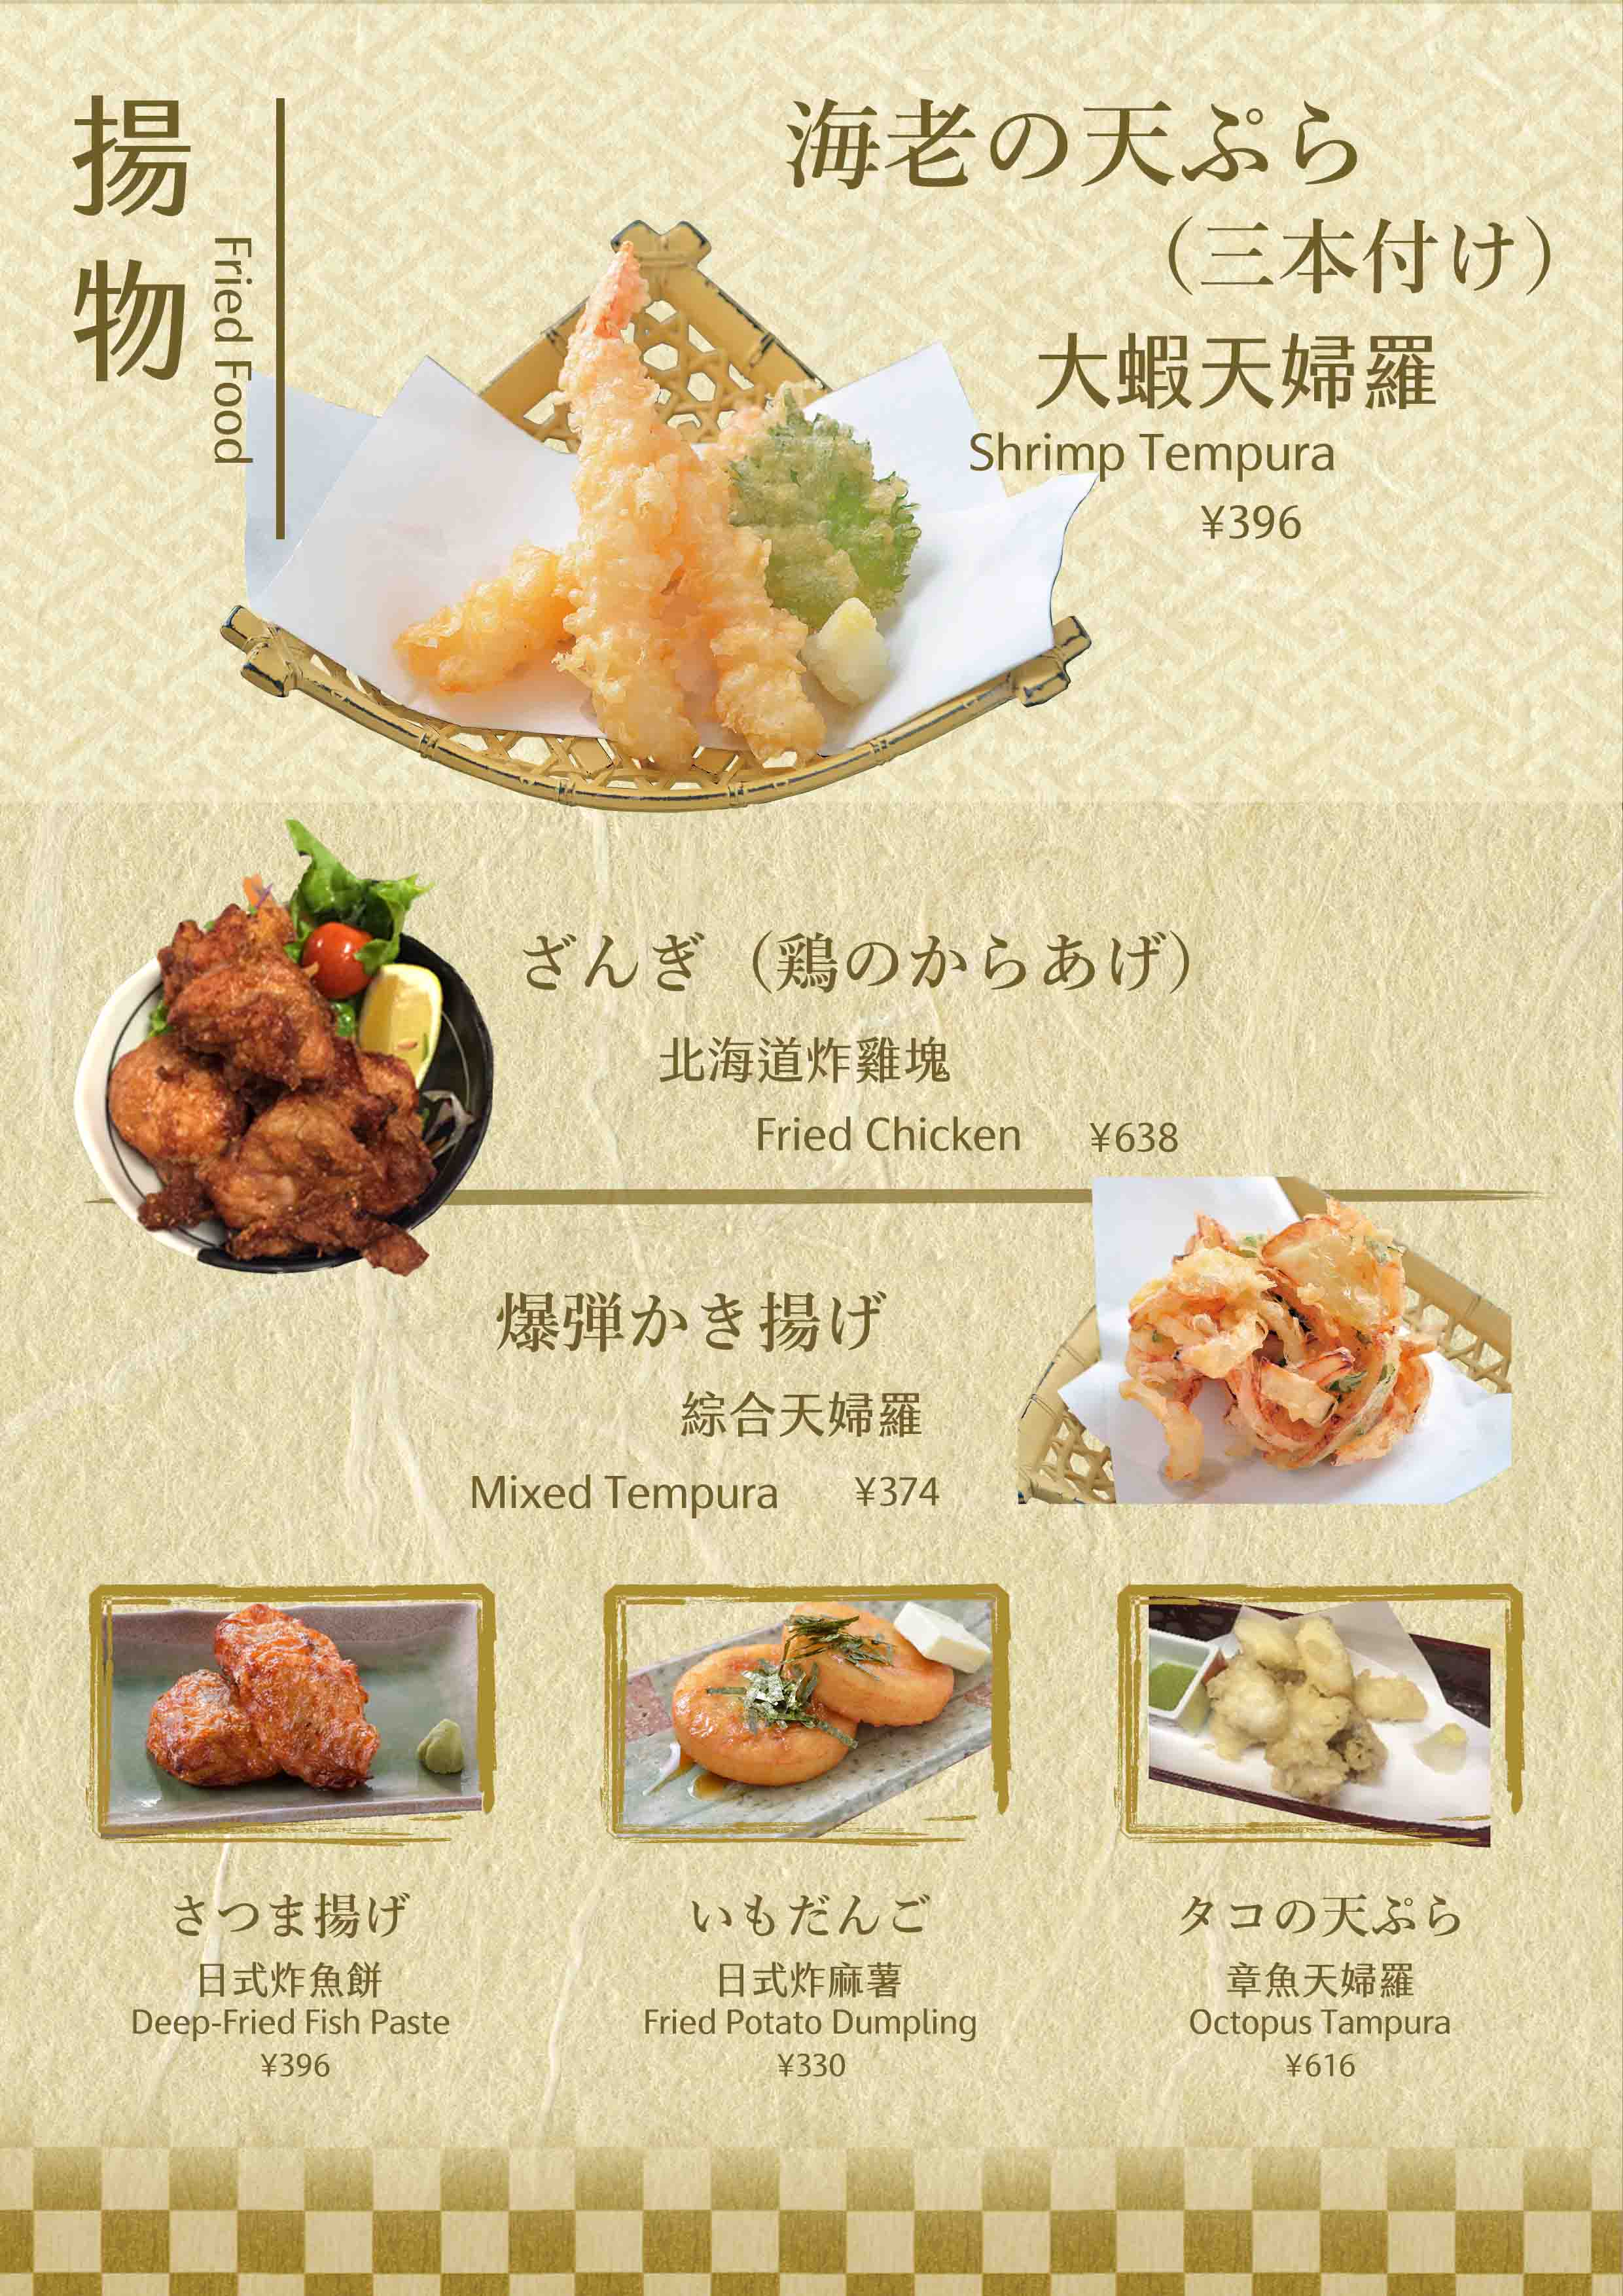 揚物
Fried Food
海老の天ぷら
（三本付け）
大蝦天婦羅
Shrimp Tempura
¥396
ざんぎ（鶏のからあげ）
北海道炸雞塊
Fried Chicken ¥638
爆弾かき揚げ
綜合天婦羅
Mixed Tempura ¥374
さつま揚げ
日式炸魚餅
Deep-Fried Fish Paste
¥396
いもだんご
日式炸麻薯
Fried Potato Dumpling
¥330
タコの天ぷら
章魚天婦羅
Octopus Tampura
¥616